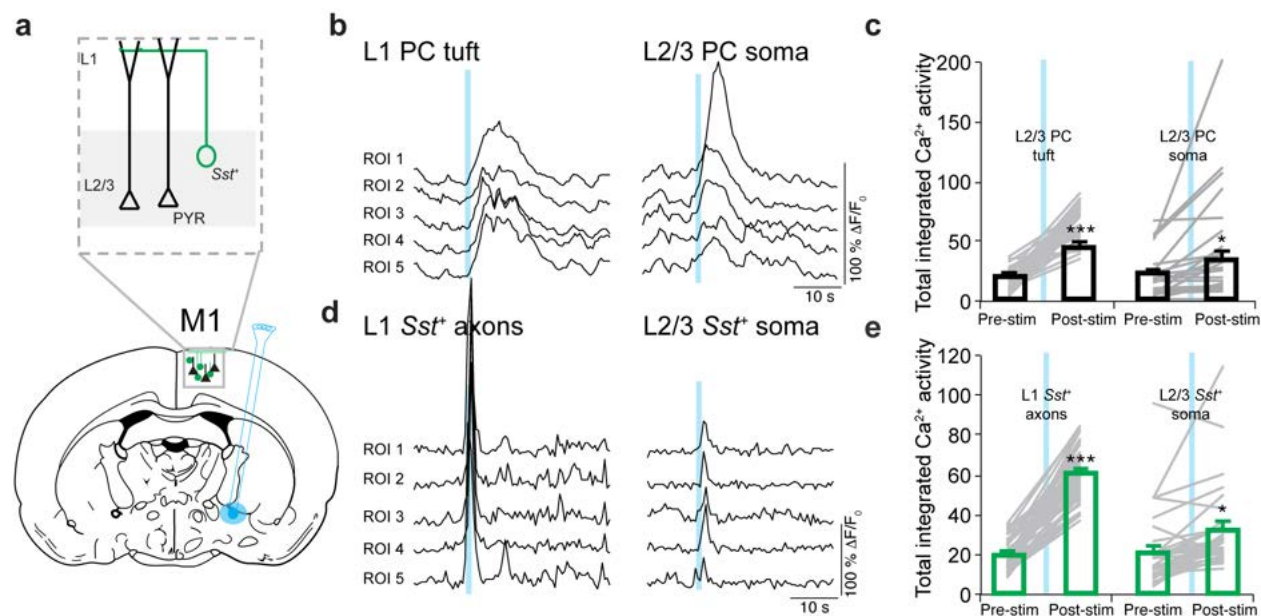 a
L1
L2/3
Sst⁺
PYR
M1
b
L1 PC tuft
L2/3 PC soma
ROI 1
ROI 2
ROI 3
ROI 4
ROI 5
100 % ΔF/F₀
10 s
c
Total integrated Ca²⁺ activity
200
150
100
50
0
L2/3 PC
tuft
L2/3 PC
soma
***
*
Pre-stim
Post-stim
Pre-stim
Post-stim
d
L1 Sst⁺ axons
L2/3 Sst⁺ soma
ROI 1
ROI 2
ROI 3
ROI 4
ROI 5
100 % ΔF/F₀
10 s
e
Total integrated Ca²⁺ activity
120
100
80
60
40
20
0
L1 Sst⁺
axons
L2/3 Sst⁺
soma
***
*
Pre-stim
Post-stim
Pre-stim
Post-stim